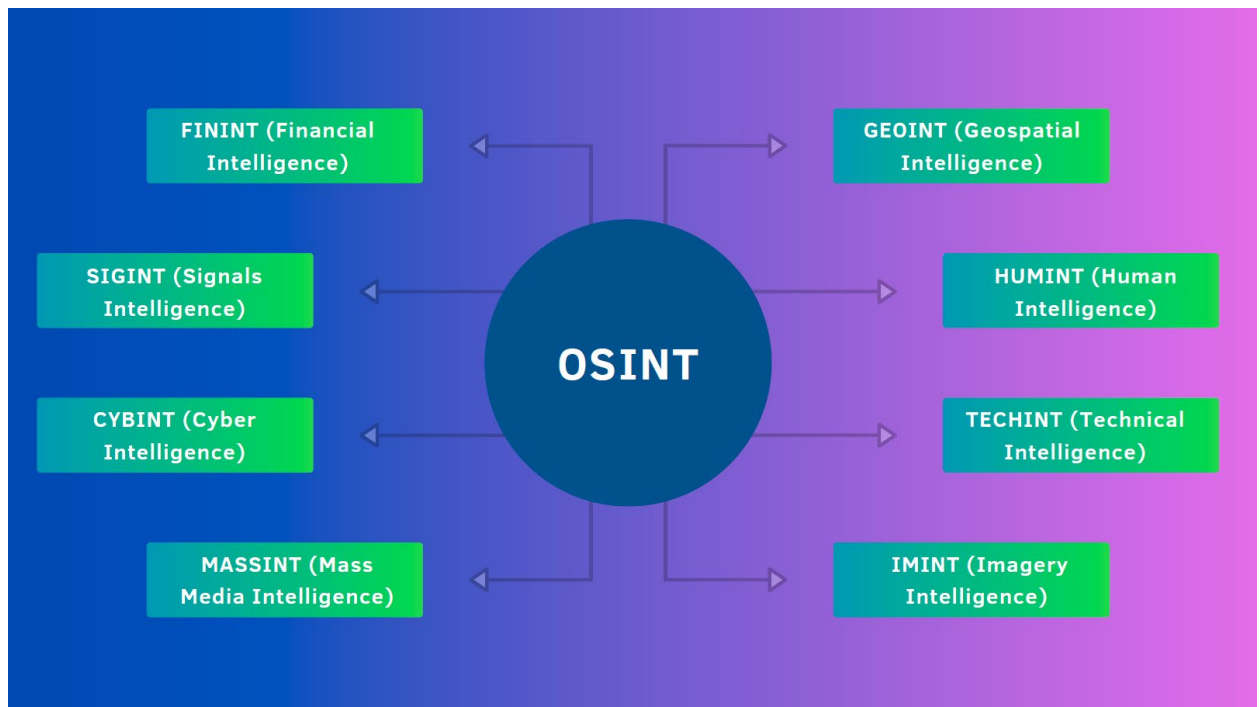 FININT (Financial
Intelligence)
GEOINT (Geospatial
Intelligence)
SIGINT (Signals
Intelligence)
HUMINT (Human
Intelligence)
OSINT
CYBINT (Cyber
Intelligence)
TECHINT (Technical
Intelligence)
MASSINT (Mass
Media Intelligence)
IMINT (Imagery
Intelligence)